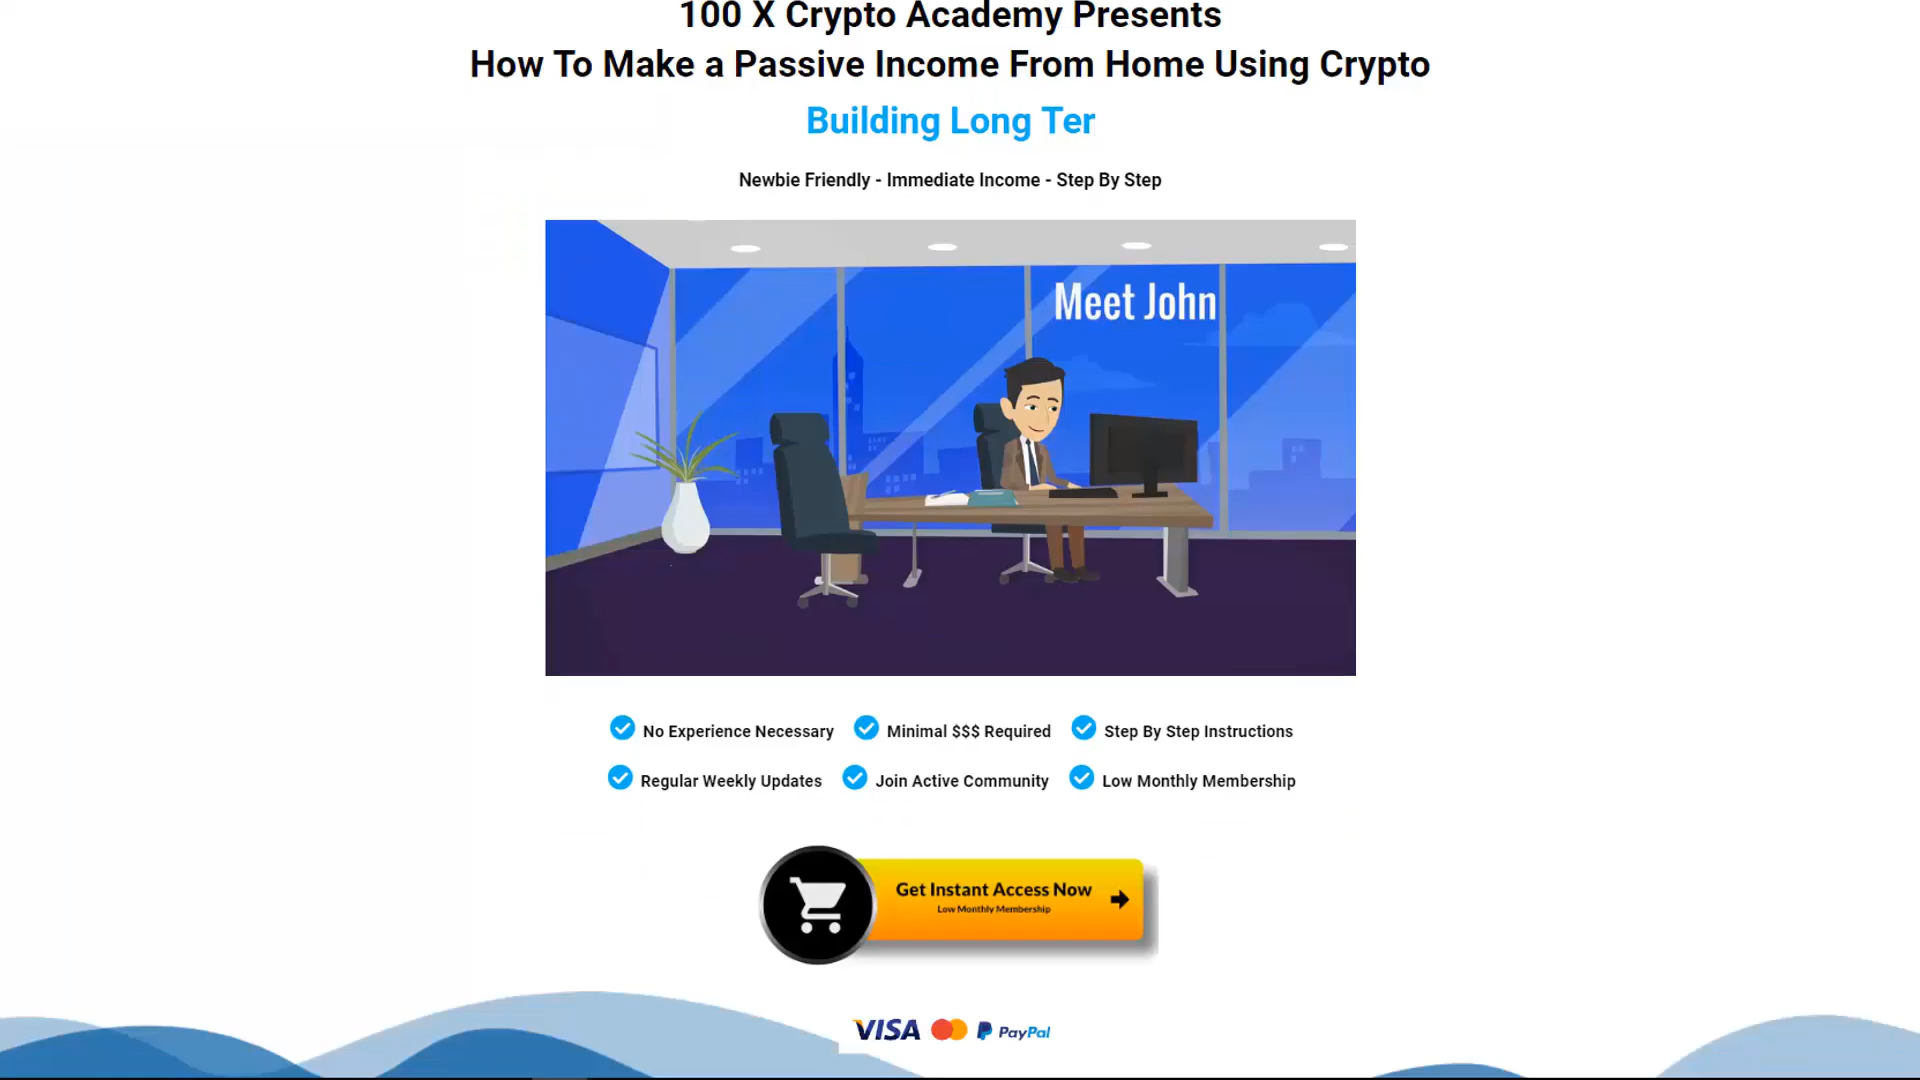 100 X Crypto Academy Presents
How To Make a Passive Income From Home Using Crypto
Building Long Ter
Newbie Friendly - Immediate Income - Step By Step
Meet John
No Experience Necessary
Minimal $$$ Required
Step By Step Instructions
Regular Weekly Updates
Join Active Community
Low Monthly Membership
Get Instant Access Now
Low Monthly Membership
VISA
PayPal